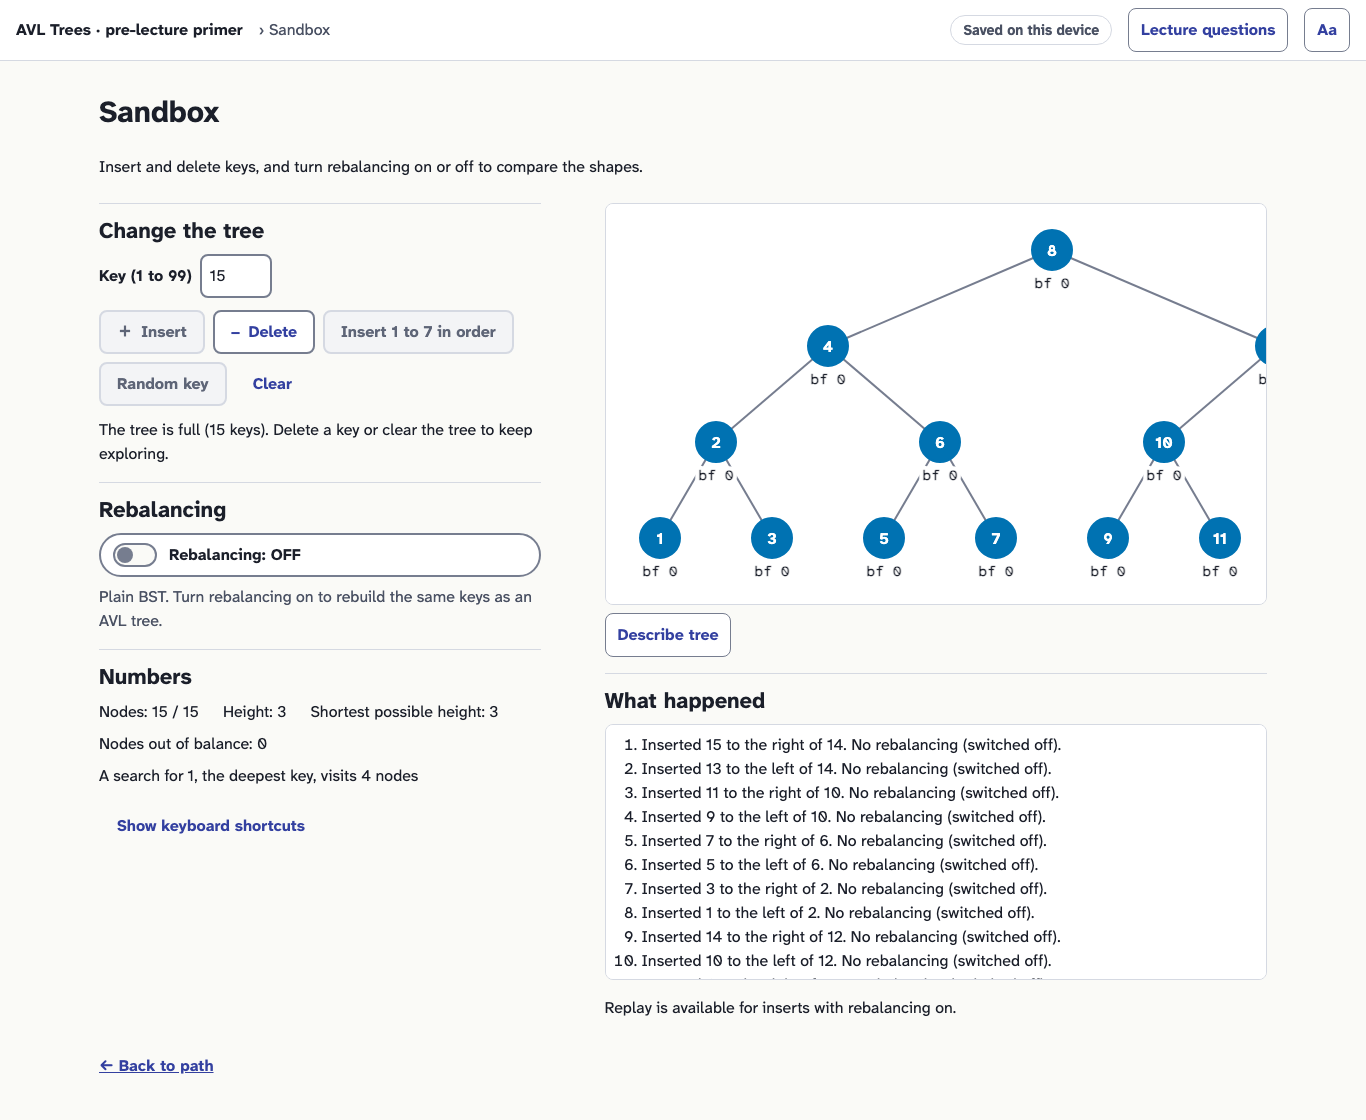 AVL Trees · pre-lecture primer › Sandbox
Saved on this device
Lecture questions
Aa
Sandbox
Insert and delete keys, and turn rebalancing on or off to compare the shapes.
Change the tree
Key (1 to 99) 15
+ Insert
– Delete
Insert 1 to 7 in order
Random key
Clear
The tree is full (15 keys). Delete a key or clear the tree to keep
exploring.
Rebalancing
Rebalancing: OFF
Plain BST. Turn rebalancing on to rebuild the same keys as an
AVL tree.
Numbers
Nodes: 15 / 15 Height: 3 Shortest possible height: 3
Nodes out of balance: 0
A search for 1, the deepest key, visits 4 nodes
Show keyboard shortcuts
8
bf 0
4
bf 0
2 6 10
bf 0 bf 0 bf 0
1 3 5 7 9 11
bf 0 bf 0 bf 0 bf 0 bf 0 bf 0
Describe tree
What happened
1. Inserted 15 to the right of 14. No rebalancing (switched off).
2. Inserted 13 to the left of 14. No rebalancing (switched off).
3. Inserted 11 to the right of 10. No rebalancing (switched off).
4. Inserted 9 to the left of 10. No rebalancing (switched off).
5. Inserted 7 to the right of 6. No rebalancing (switched off).
6. Inserted 5 to the left of 6. No rebalancing (switched off).
7. Inserted 3 to the right of 2. No rebalancing (switched off).
8. Inserted 1 to the left of 2. No rebalancing (switched off).
9. Inserted 14 to the right of 12. No rebalancing (switched off).
10. Inserted 10 to the left of 12. No rebalancing (switched off).
Replay is available for inserts with rebalancing on.
← Back to path